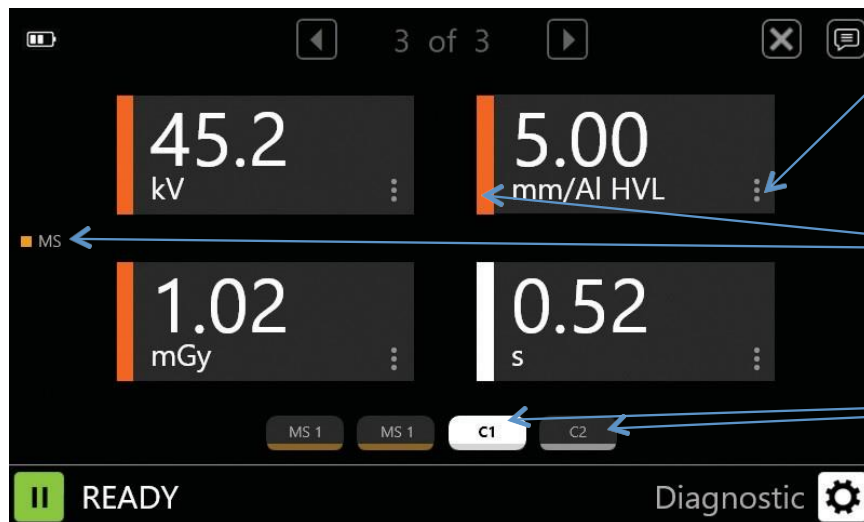 3 of 3
45.2
kV
5.00
mm/Al HVL
MS
1.02
mGy
0.52
s
MS 1
MS 1
C1
C2
READY
Diagnostic